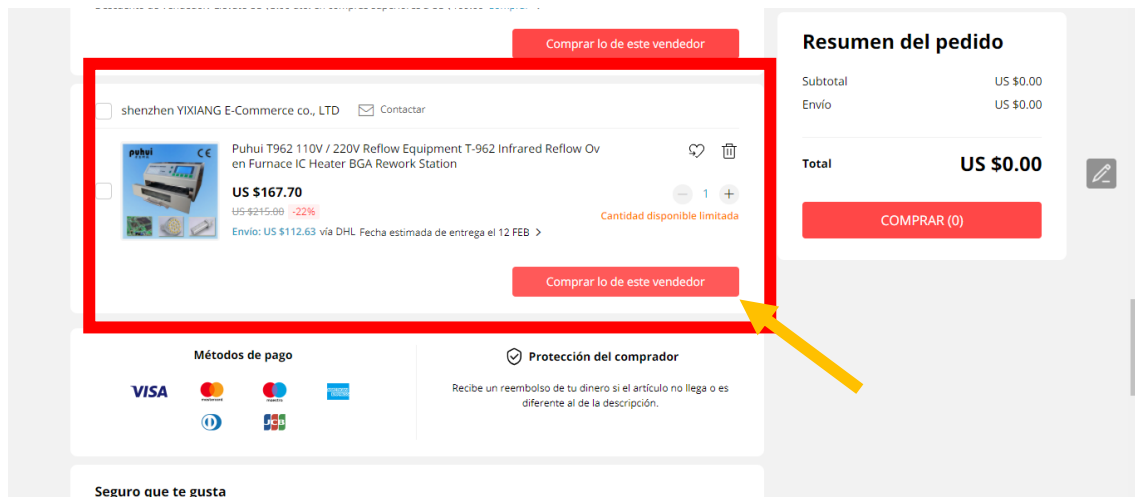 Comprar lo de este vendedor
Resumen del pedido
Subtotal US $0.00
Envío US $0.00
Total US $0.00
COMPRAR (0)
shenzhen YIXIANG E-Commerce co., LTD Contactar
puhui CE
Puhui T962 110V / 220V Reflow Equipment T-962 Infrared Reflow Ov
en Furnace IC Heater BGA Rework Station
US $167.70
1
US $215.00 -22%
Cantidad disponible limitada
Envío: US $112.63 vía DHL Fecha estimada de entrega el 12 FEB >
Comprar lo de este vendedor
Métodos de pago
VISA
mastercard
maestro
JCB
Protección del comprador
Recibe un reembolso de tu dinero si el artículo no llega o es
diferente al de la descripción.
Seguro que te gusta